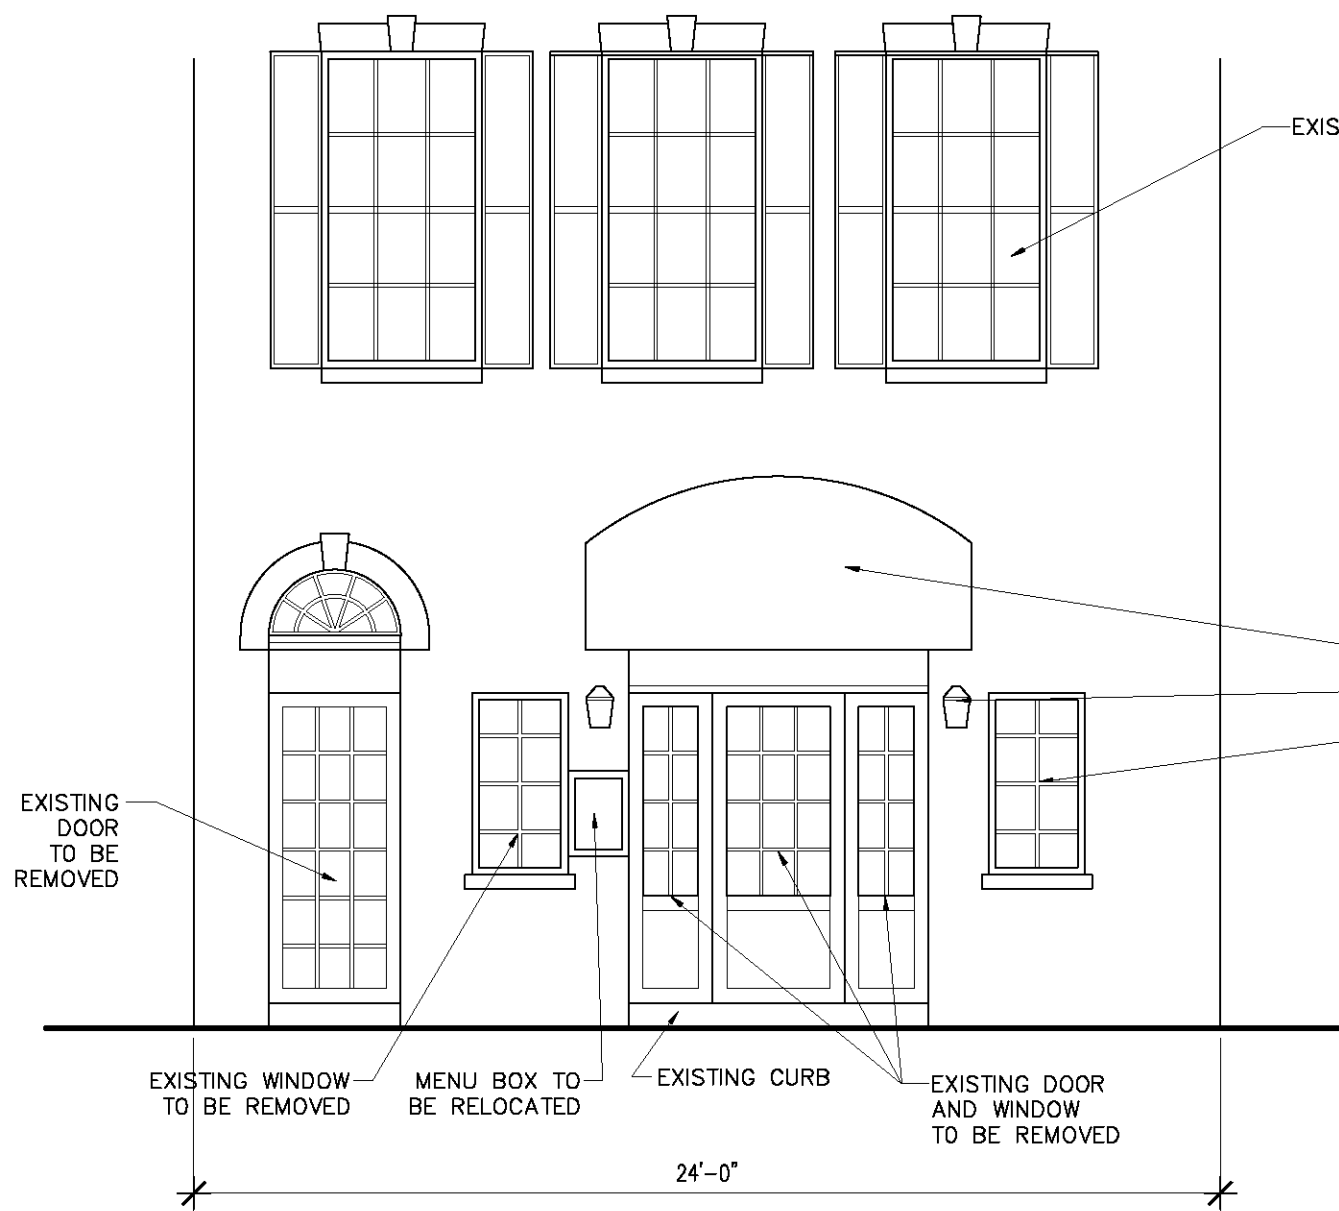 EXIS
EXISTING
DOOR
TO BE
REMOVED
EXISTING WINDOW
TO BE REMOVED
MENU BOX TO
BE RELOCATED
EXISTING CURB
EXISTING DOOR
AND WINDOW
TO BE REMOVED
24'-0"